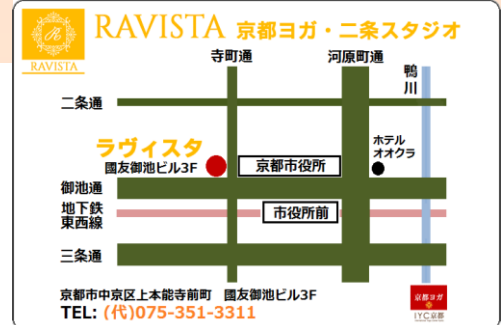 RAVISTA 京都ヨガ・二条スタジオ
RAVISTA
寺町通
河原町通
鴨川
二条通
ラヴィスタ
國友御池ビル3F
京都市役所
ホテル
オオクラ
御池通
地下鉄
東西線
市役所前
三条通
京都市中京区上本能寺前町 國友御池ビル3F
TEL: (代)075-351-3311
京都ヨガ
IYC京都